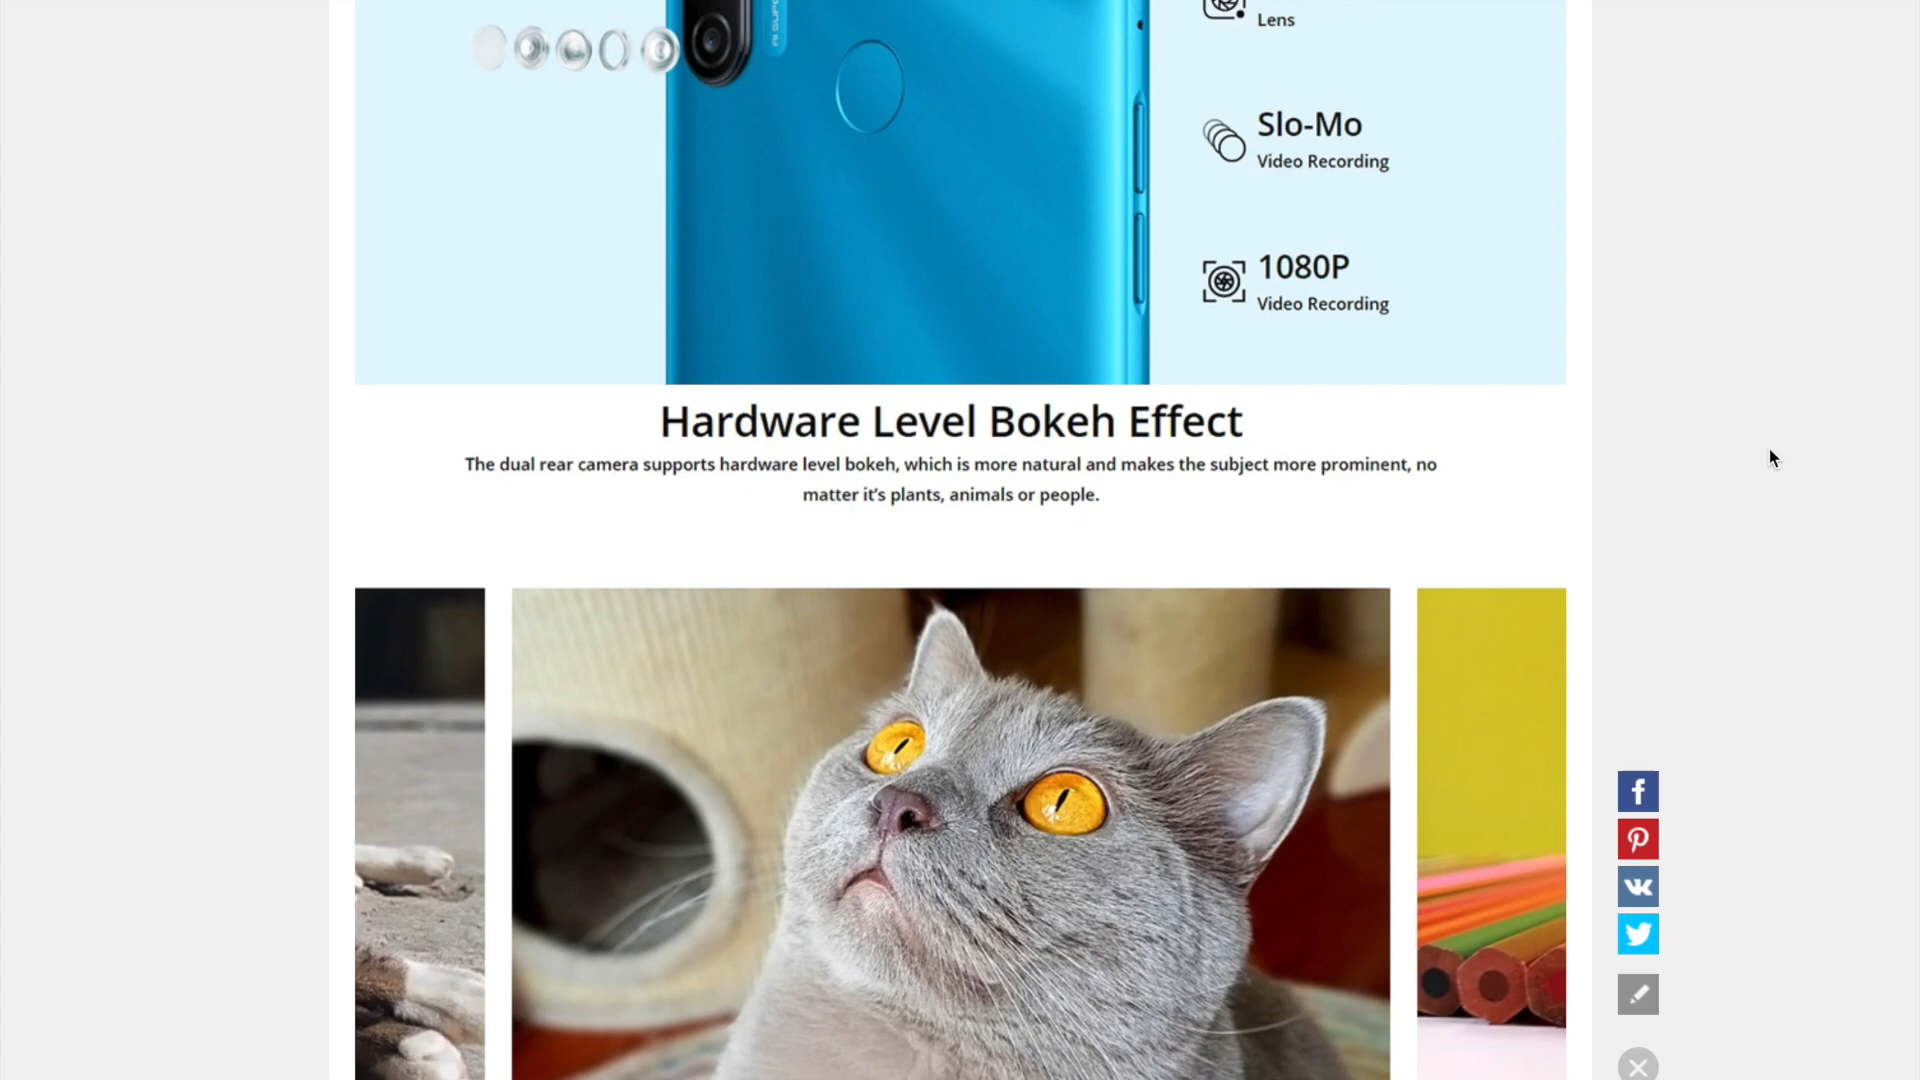 Lens
Slo-Mo
Video Recording
1080P
Video Recording
Hardware Level Bokeh Effect
The dual rear camera supports hardware level bokeh, which is more natural and makes the subject more prominent, no
matter it’s plants, animals or people.